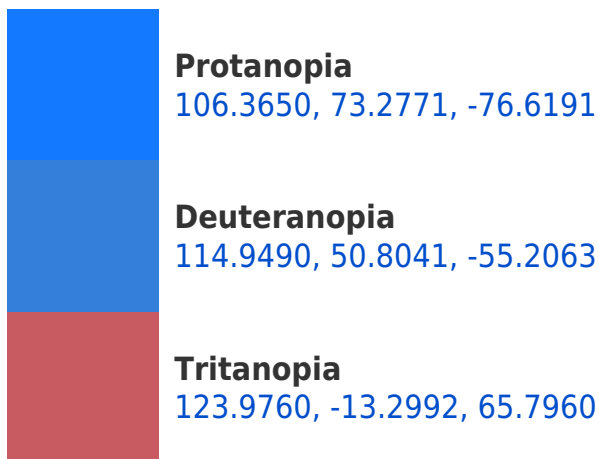 Protanopia
106.3650, 73.2771, -76.6191
Deuteranopia
114.9490, 50.8041, -55.2063
Tritanopia
123.9760, -13.2992, 65.7960